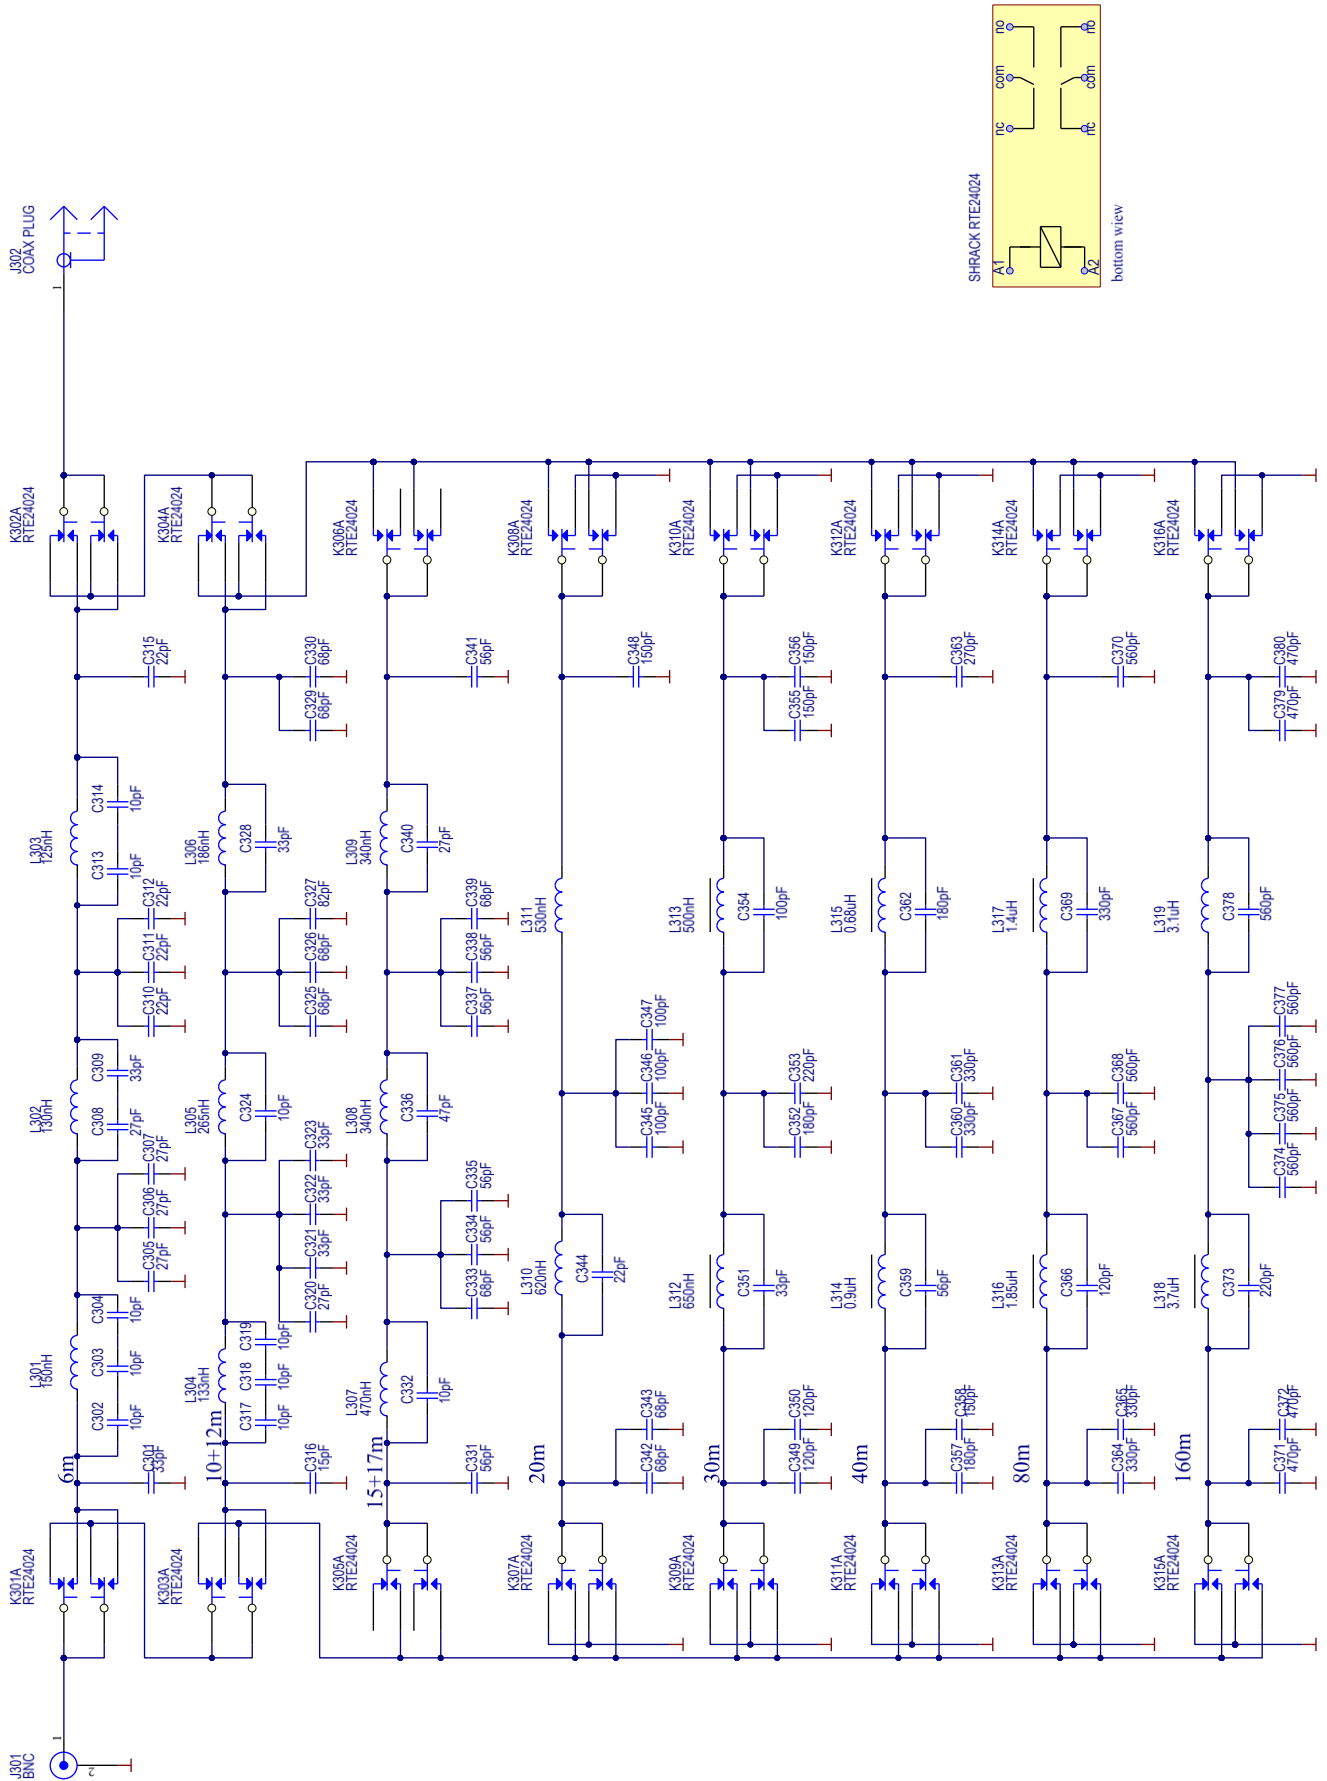 J302
COAX PLUG
1
SHRACK RTE24024
A1
A2
nc
com
no
nc
com
no
bottom wiew
K302A
RTE24024
K304A
RTE24024
K306A
RTE24024
K308A
RTE24024
K310A
RTE24024
K312A
RTE24024
K314A
RTE24024
K316A
RTE24024
C315
22pF
C330
68pF
C329
68pF
C341
56pF
C348
150pF
C356
150pF
C355
150pF
C363
270pF
C370
560pF
C380
470pF
C379
470pF
L303
125nH
C314
10pF
C313
10pF
L306
186nH
C328
33pF
L309
340nH
C340
27pF
L311
530nH
L313
500nH
C354
100pF
L315
0.68uH
C362
180pF
L317
1.4uH
C369
330pF
L319
3.1uH
C378
560pF
C312
22pF
C311
22pF
C310
22pF
C327
82pF
C326
68pF
C325
68pF
C339
68pF
C338
56pF
C337
56pF
C347
100pF
C346
100pF
C345
100pF
C353
220pF
C352
180pF
C361
330pF
C360
330pF
C368
560pF
C367
560pF
C377
560pF
C376
560pF
C375
560pF
C374
560pF
L302
130nH
C309
33pF
C308
27pF
L305
265nH
C324
10pF
L308
340nH
C336
47pF
C307
27pF
C306
27pF
C305
27pF
C323
33pF
C322
33pF
C321
33pF
C320
27pF
C335
56pF
C334
56pF
C333
68pF
L301
150nH
C304
10pF
C303
10pF
C302
10pF
L304
133nH
C319
10pF
C318
10pF
C317
10pF
L307
470nH
C332
10pF
L310
620nH
C344
22pF
L312
650nH
C351
33pF
L314
0.9uH
C359
56pF
L316
1.85uH
C366
120pF
L318
3.7uH
C373
220pF
C301
33pF
C316
15pF
C331
56pF
C343
68pF
C342
68pF
C350
120pF
C349
120pF
C358
150pF
C357
180pF
C365
330pF
C364
330pF
C372
470pF
C371
470pF
6m
10+12m
15+17m
20m
30m
40m
80m
160m
K301A
RTE24024
K303A
RTE24024
K305A
RTE24024
K307A
RTE24024
K309A
RTE24024
K311A
RTE24024
K313A
RTE24024
K315A
RTE24024
J301
BNC
1
2